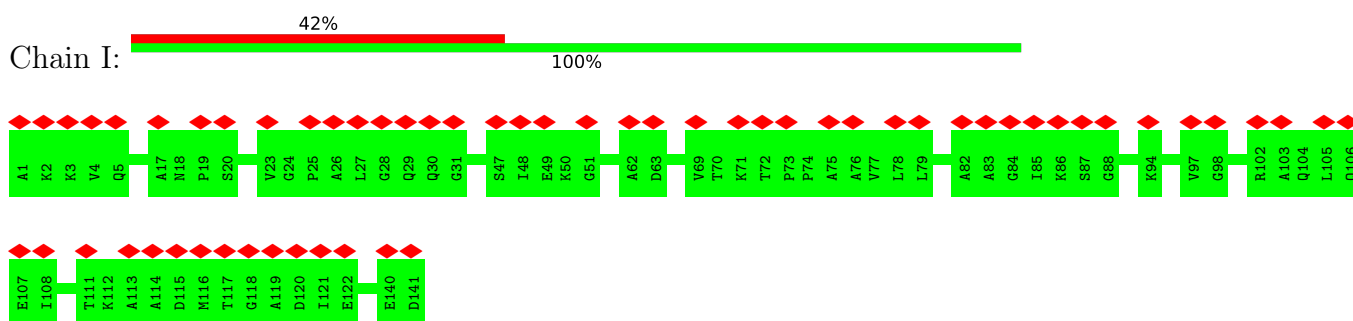 42%
Chain I:
100%
A1 K2 K3 V4 Q5 A17 N18 P19 S20 V23 G24 P25 A26 L27 G28 Q29 Q30 G31 S47 I48 E49 K50 G51 A62 D63 V69 T70 K71 T72 P73 P74 A75 A76 V77 L78 L79 A82 A83 G84 I85 K86 S87 G88 K94 V97 G98 R102 A103 Q104 L105 Q106
E107 I108 T111 K112 A113 A114 D115 M116 T117 G118 A119 D120 I121 E122 E140 D141